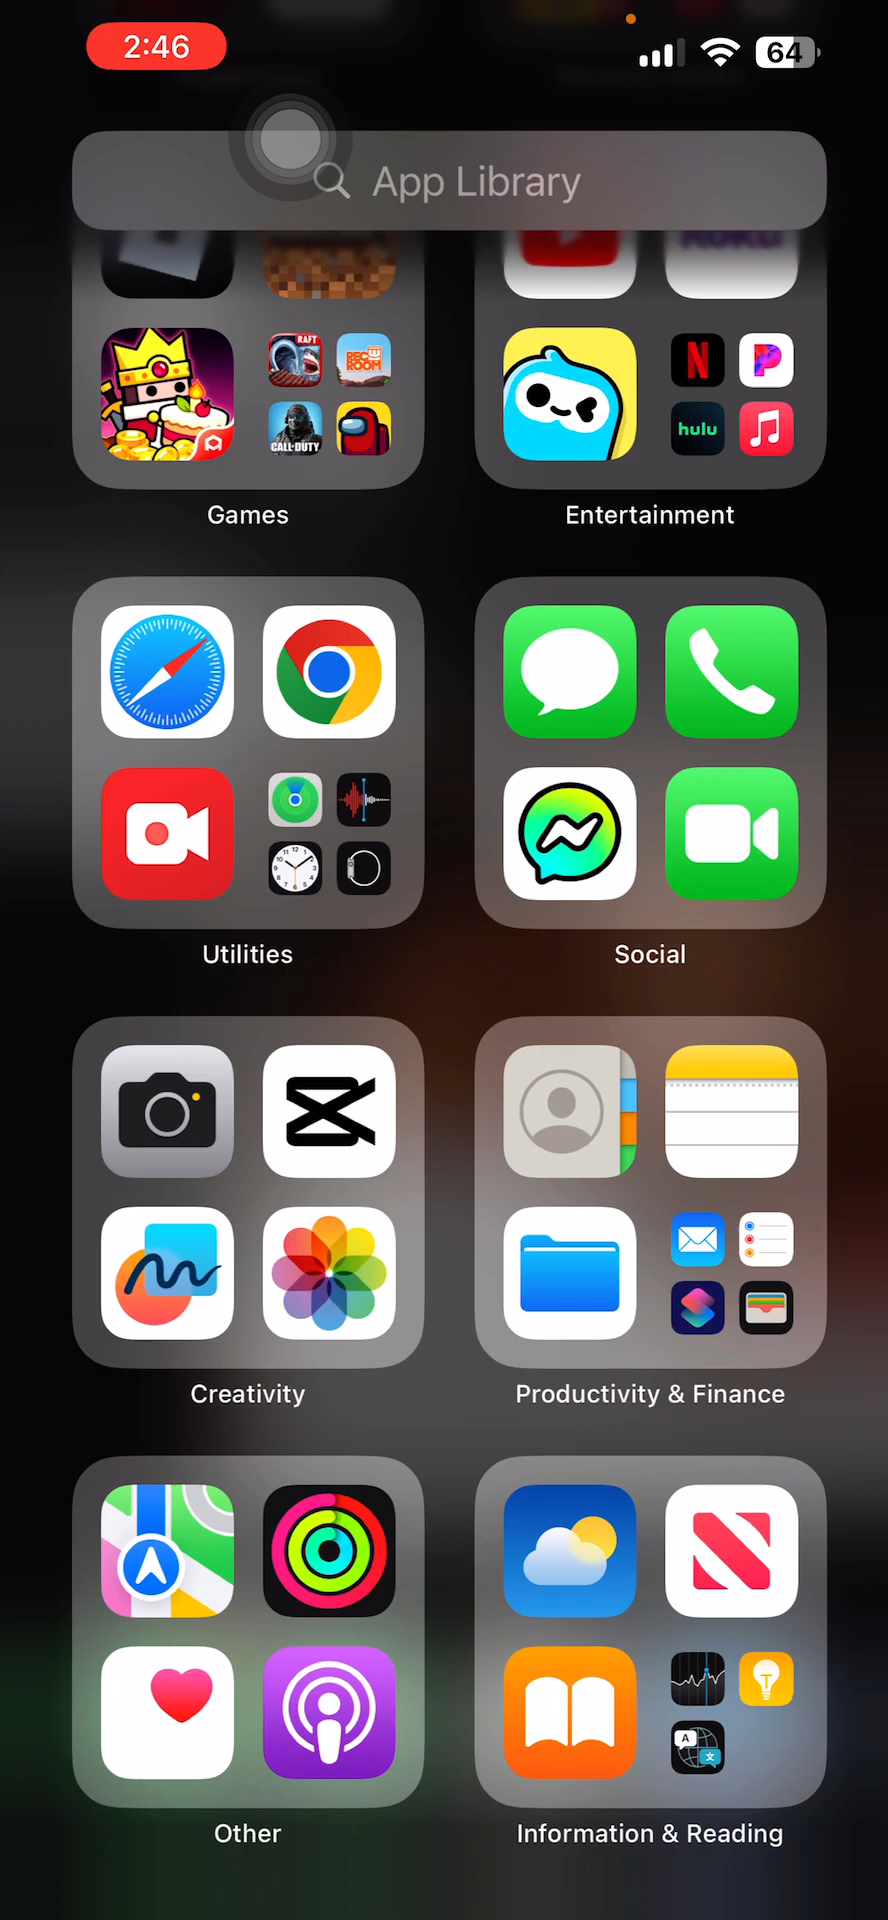 2:46
64
App Library
RAFT
REC ROOM
CALL·DUTY
hulu
Games
Entertainment
Utilities
Social
Creativity
Productivity & Finance
Other
Information & Reading